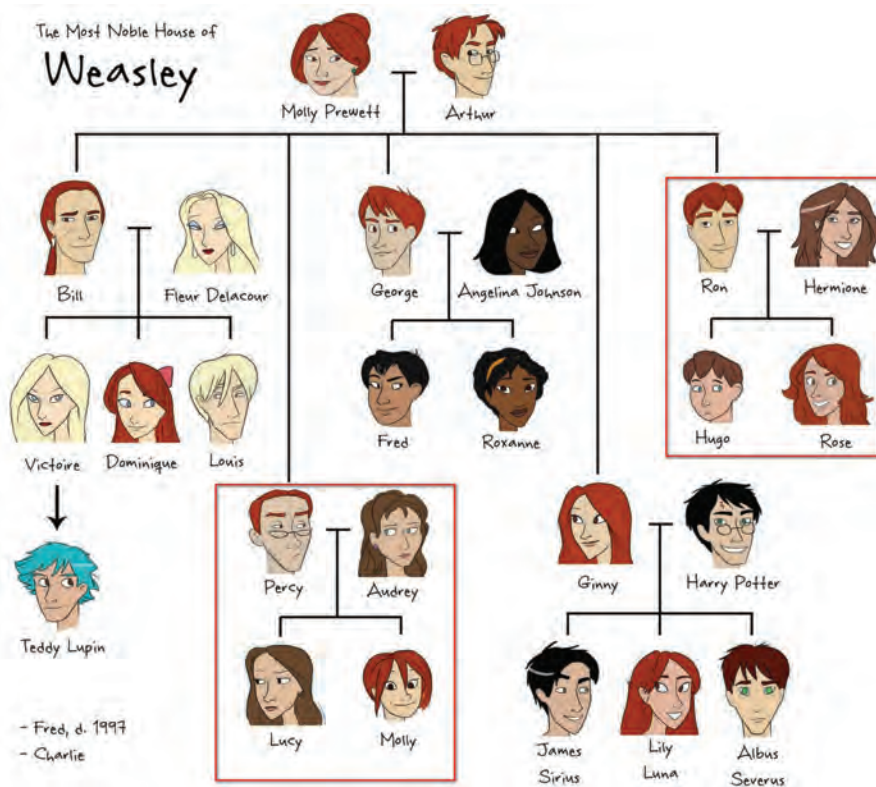 The Most Noble House of
Weasley
Molly Prewett
Arthur
Bill
Fleur Delacour
George
Angelina Johnson
Ron
Hermione
Victoire
Dominique
Louis
Fred
Roxanne
Hugo
Rose
Percy
Audrey
Ginny
Harry Potter
Teddy Lupin
Lucy
Molly
James
Sirius
Lily
Luna
Albus
Severus
- Fred, d. 1997
- Charlie